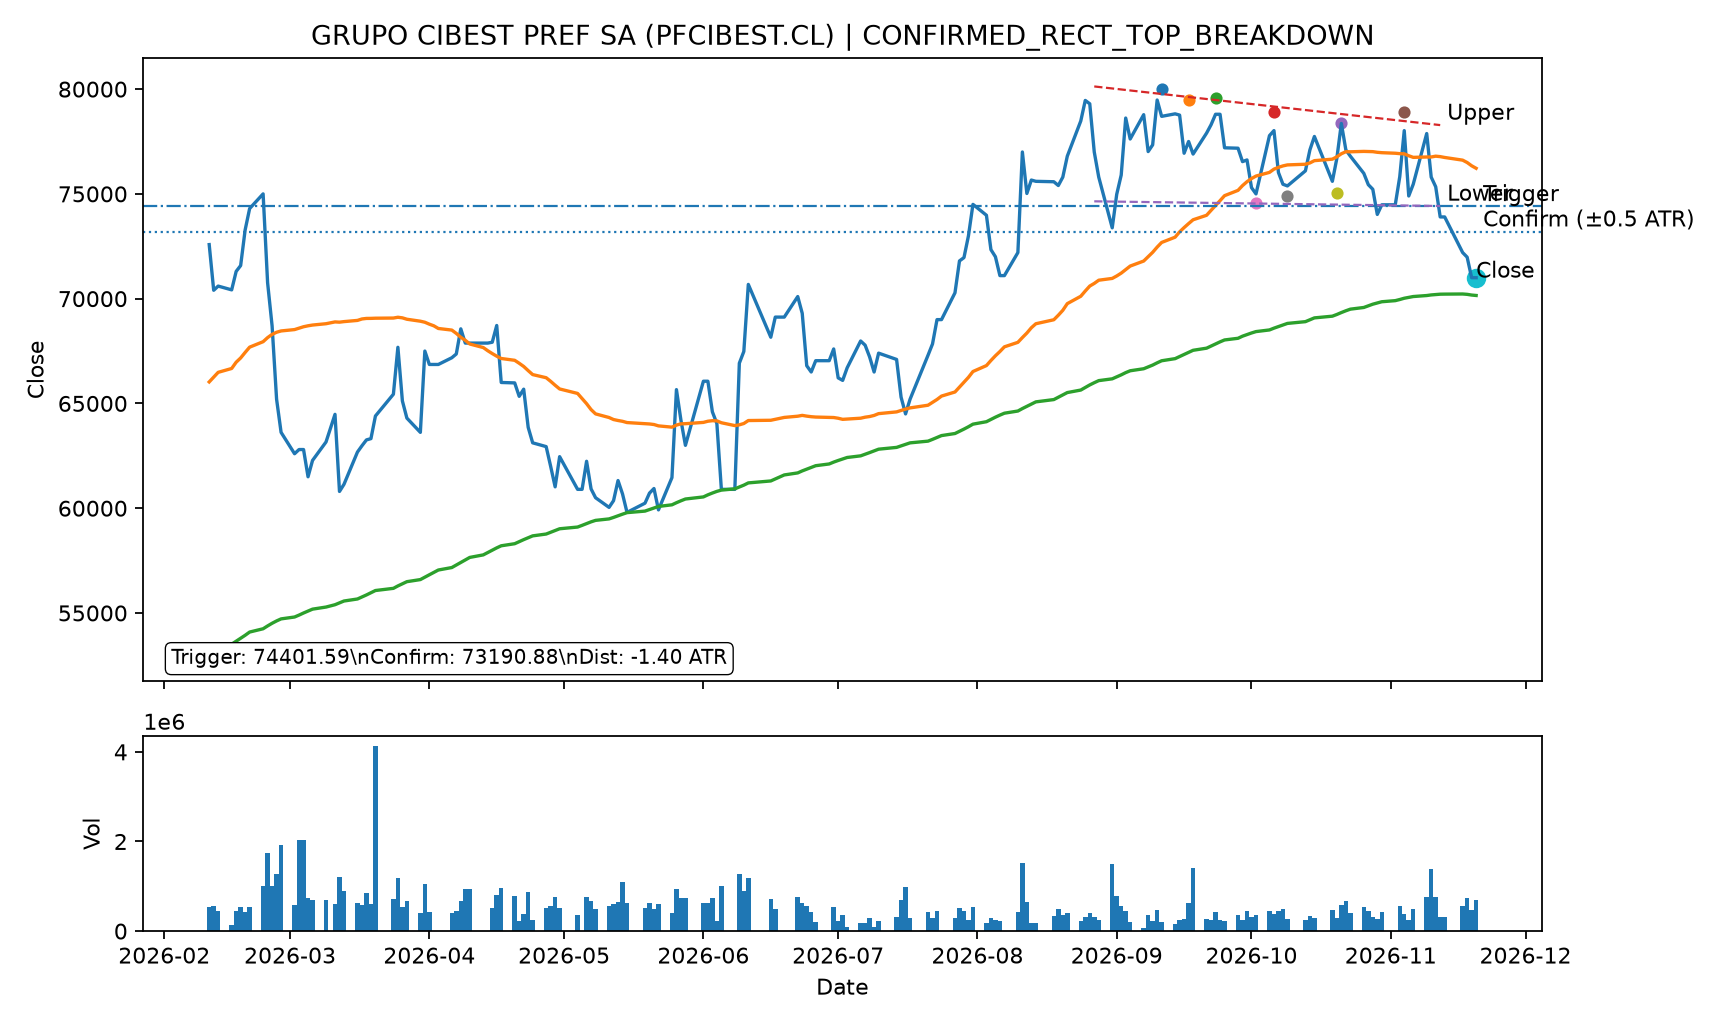 GRUPO CIBEST PREF SA (PFCIBEST.CL) | CONFIRMED_RECT_TOP_BREAKDOWN
80000
75000
70000
65000
60000
55000
Close
Upper
Lower
Trigger
Confirm (±0.5 ATR)
Close
Trigger: 74401.59\nConfirm: 73190.88\nDist: -1.40 ATR
1e6
4
2
0
Vol
2026-02
2026-03
2026-04
2026-05
2026-06
2026-07
2026-08
2026-09
2026-10
2026-11
2026-12
Date